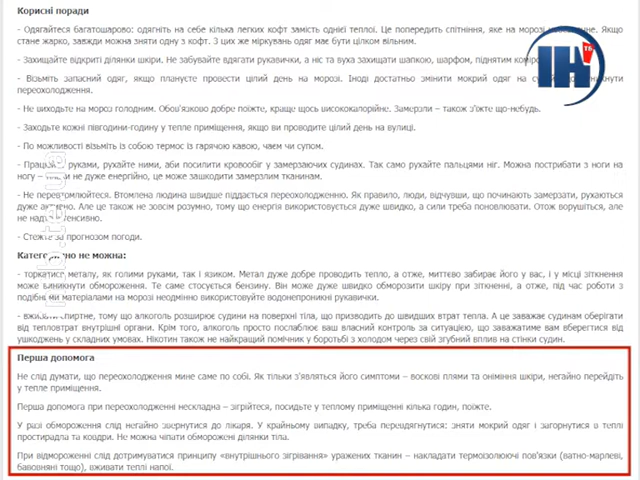 Корисні поради
- Одягайтеся багатошарово: одягніть на себе кілька легких кофт замість однієї теплої. Це попередить спітніння, яке на морозі Якщо
стане жарко, завжди можна зняти одну з кофт. З цих же міркувань одяг має бути цілком вільним.
- Захищайте відкриті ділянки шкіри. Не забувайте вдягати рукавички, а ніс та вуха захищати шапкою, шарфом, піднятим
- Візьміть запасний одяг, якщо плануєте провести цілий день на морозі. Іноді достатньо змінити мокрий одяг на
переохолодження.
- Не виходьте на мороз голодним. Обов'язково добре поїжте, краще щось висококалорійне. Замерзли – також з'їжте що-небудь.
- Заходьте кожні півгодини-годину у тепле приміщення, якщо ви проводите цілий день на вулиці.
- По можливості візьміть із собою термос із гарячою кавою, чаєм чи супом.
- руками, рухайте ними, аби посилити кровообіг у замерзаючих судинах. Так само рухайте пальцями ніг. Можна пострибати з ноги на
ногу – не дуже енергійно, це може зашкодити замерзлим тканинам.
- Не перевтомлюйтеся. Втомлена людина швидше піддається переохолодженню. Як правило, люди, відчувши, що починають замерзати, рухаються
дуже Але це також не зовсім розумно, тому що енергія використовується дуже швидко, а сили треба поновлювати. Отож ворушіться, але
не
- Стежте за прогнозом погоди.
Категорично не можна:
- торкатися металу, як голими руками, так і язиком. Метал дуже добре проводить тепло, а отже, миттєво забирає його у вас, і у місці зіткнення
може виникнути обмороження. Те саме стосується бензину. Він може дуже швидко обморозити шкіру при зіткненні, а отже, під час роботи з
подібними матеріалами на морозі неодмінно використовуйте водонепроникні рукавички.
- вживати спиртне, тому що алкоголь розширює судини на поверхні тіла, що призводить до швидших втрат тепла. А це заважає судинам оберігати
від тепловтрат внутрішні органи. Крім того, алкоголь просто послаблює ваш власний контроль за ситуацією, що заважатиме вам вберегтися від
ушкоджень у складних умовах. Нікотин також не найкращий помічник у боротьбі з холодом через свій згубний вплив на стінки судин.
Перша допомога
Не слід думати, що переохолодження мине саме по собі. Як тільки з'являться його симптоми – воскові плями та оніміння шкіри, негайно перейдіть
у тепле приміщення.
Перша допомога при переохолодженні нескладна – зігрійтеся, посидьте у теплому приміщенні кілька годин, поїжте.
У разі обмороження слід негайно звернутися до лікаря. У крайньому випадку, треба перевдягнутися: зняти мокрий одяг і загорнутися в теплі
простирадла та ковдри. Не можна чіпати обморожені ділянки тіла.
При відмороженні слід дотримуватися принципу «внутрішнього зігрівання» уражених тканин – накладати термоізолюючі пов'язки (ватно-марлеві,
бавовняні тощо), вживати теплі напої.